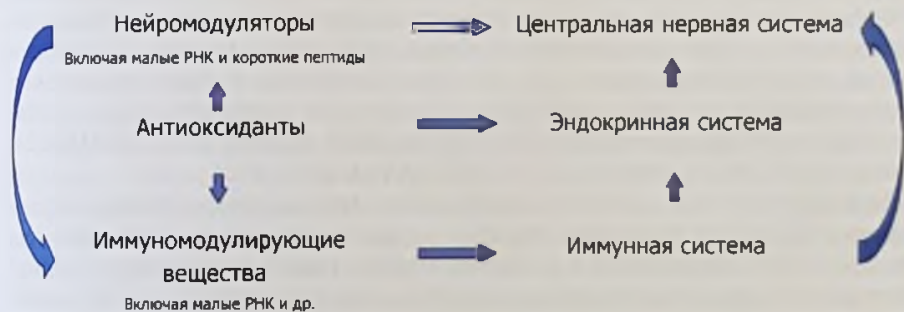 Нейромодуляторы
Включая малые РНК и короткие пептиды
Центральная нервная система
Антиоксиданты
Эндокринная система
Иммуномодулирующие
вещества
Включая малые РНК и др.
Иммунная система